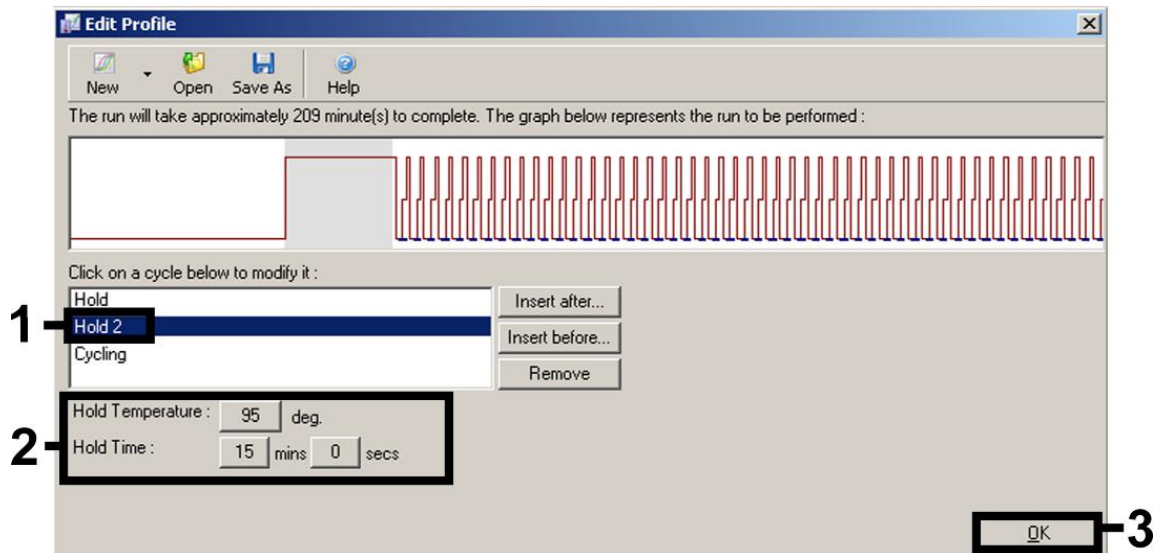 Edit Profile
New Open Save As Help
The run will take approximately 209 minute(s) to complete. The graph below represents the run to be performed :
Click on a cycle below to modify it :
Hold
Insert after...
1
Hold 2
Insert before...
Cycling
Remove
2
Hold Temperature : 95 deg.
Hold Time : 15 mins 0 secs
OK
3